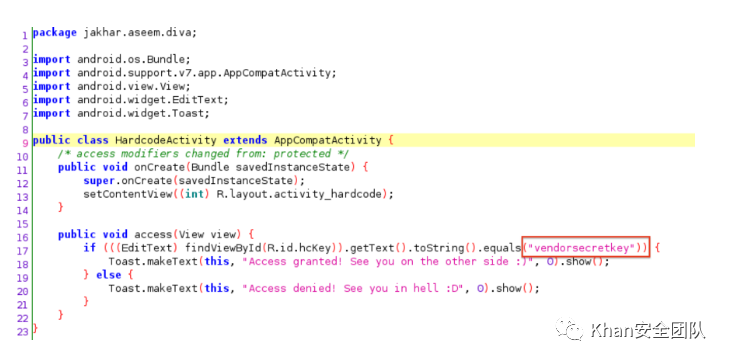 1 package jakhar.aseem.diva;
2
3 import android.os.Bundle;
4 import android.support.v7.app.AppCompatActivity;
5 import android.view.View;
6 import android.widget.EditText;
7 import android.widget.Toast;
8
9 public class HardcodeActivity extends AppCompatActivity {
10 /* access modifiers changed from: protected */
11 public void onCreate(Bundle savedInstanceState) {
12 super.onCreate(savedInstanceState);
13 setContentView((int) R.layout.activity_hardcode);
14 }
15
16 public void access(View view) {
17 if (((EditText) findViewById(R.id.hcKey)).getText().toString().equals("vendorsecretkey")) {
18 Toast.makeText(this, "Access granted! See you on the other side :)", 0).show();
19 } else {
20 Toast.makeText(this, "Access denied! See you in hell :D", 0).show();
21 }
22 }
23 }
Khan安全团队